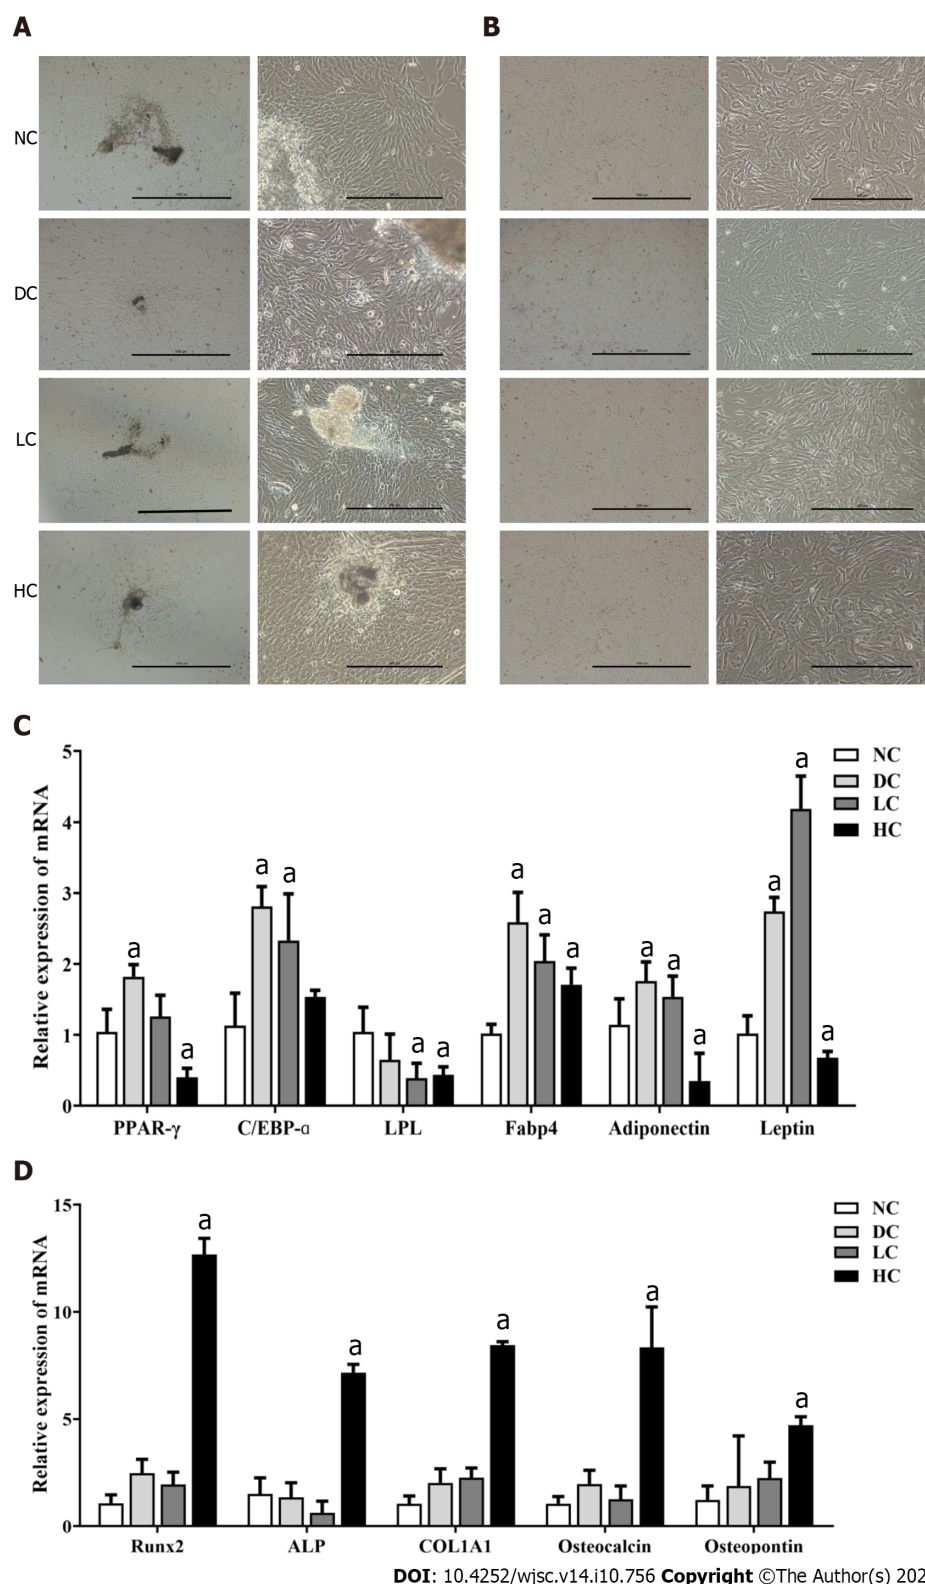 A B
NC
DC
LC
HC
C
Relative expression of mRNA
5
4
3
2
1
0
a
a a
a a
a a a
a a a
a a a
NC
DC
LC
HC
PPAR-γ C/EBP-α LPL Fabp4 Adiponectin Leptin
D
Relative expression of mRNA
15
10
5
0
a a a a a
NC
DC
LC
HC
Runx2 ALP COL1A1 Osteocalcin Osteopontin
DOI: 10.4252/wjsc.v14.i10.756 Copyright ©The Author(s) 202